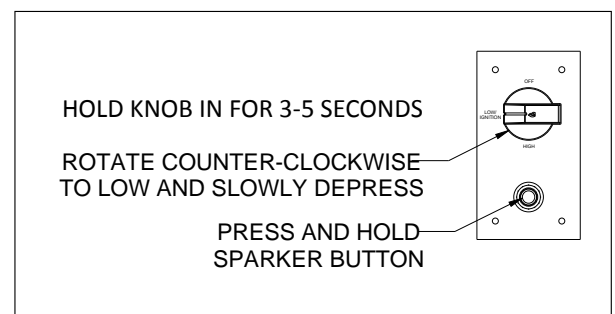 HOLD KNOB IN FOR 3-5 SECONDS
ROTATE COUNTER-CLOCKWISE
TO LOW AND SLOWLY DEPRESS
PRESS AND HOLD
SPARKER BUTTON
OFF
LOW/
IGNITION
HIGH